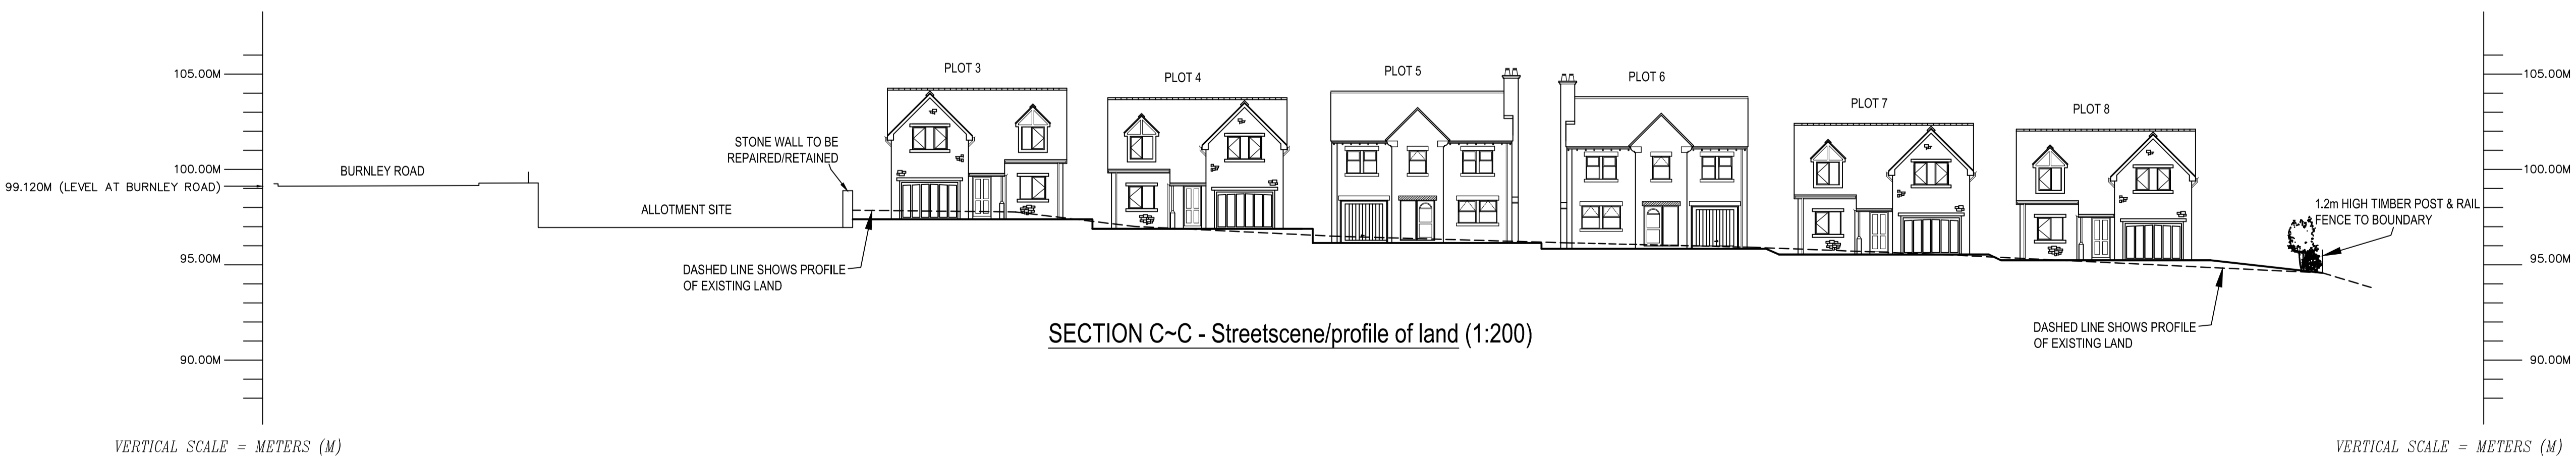 105.00M
100.00M
99.120M (LEVEL AT BURNLEY ROAD)
95.00M
90.00M
VERTICAL SCALE = METERS (M)
BURNLEY ROAD
ALLOTMENT SITE
STONE WALL TO BE
REPAIRED/RETAINED
DASHED LINE SHOWS PROFILE
OF EXISTING LAND
PLOT 3
PLOT 4
PLOT 5
PLOT 6
PLOT 7
PLOT 8
SECTION C~C - Streetscene/profile of land (1:200)
1.2m HIGH TIMBER POST & RAIL
FENCE TO BOUNDARY
DASHED LINE SHOWS PROFILE
OF EXISTING LAND
105.00M
100.00M
95.00M
90.00M
VERTICAL SCALE = METERS (M)